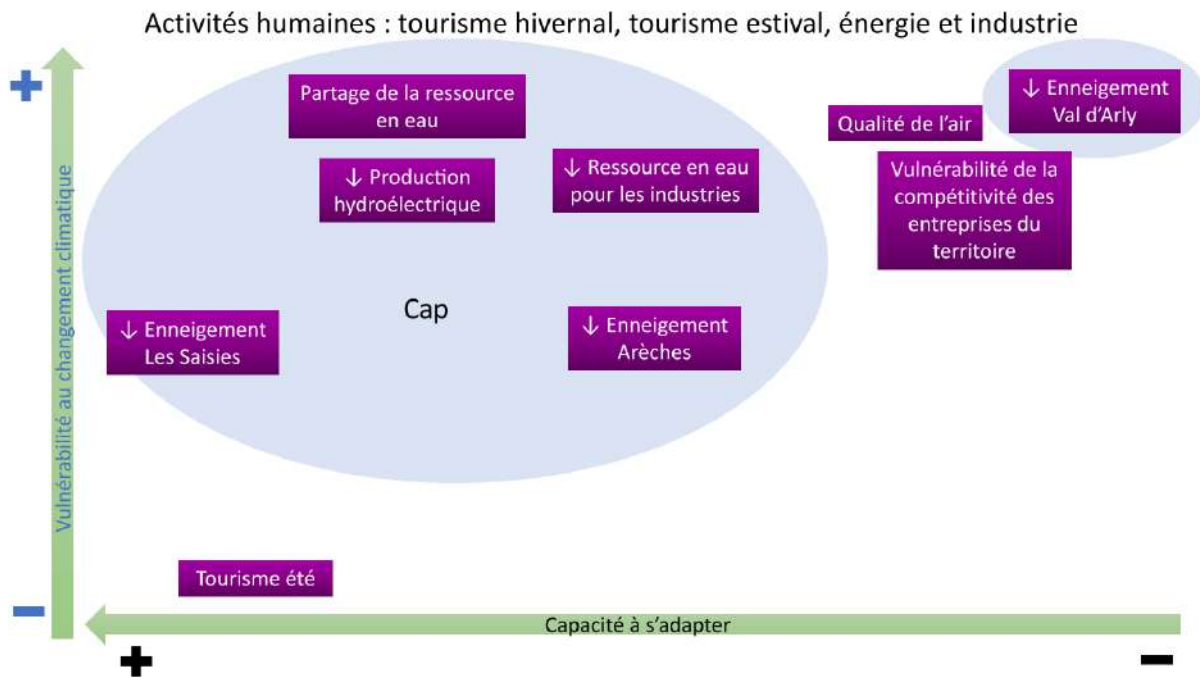 Activités humaines : tourisme hivernal, tourisme estival, énergie et industrie
+
Vulnérabilité au changement climatique
Partage de la ressource
en eau
↓ Enneigement
Val d'Arly
Qualité de l'air
↓ Production
hydroélectrique
↓ Ressource en eau
pour les industries
Vulnérabilité de la
compétitivité des
entreprises du
territoire
Cap
↓ Enneigement
Les Saisies
↓ Enneigement
Arèches
Tourisme été
−
Capacité à s'adapter
+
−